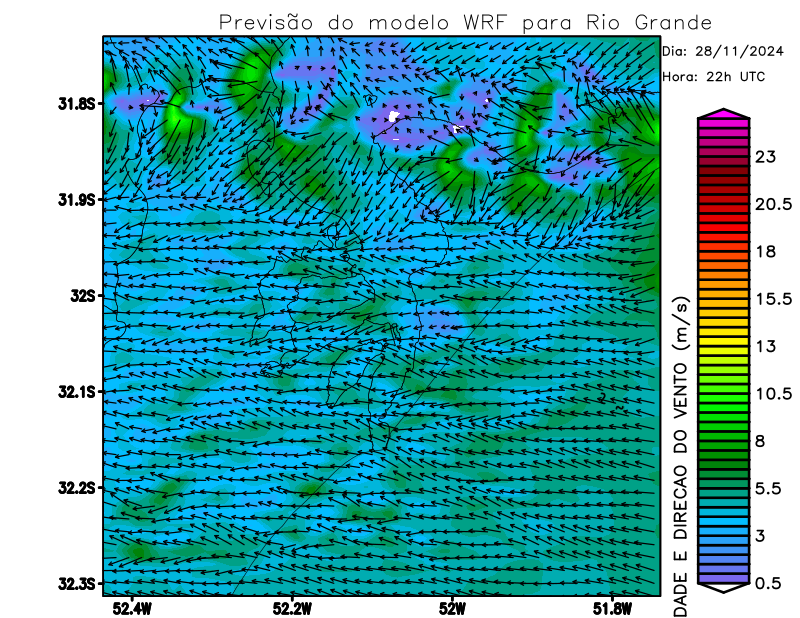 Previsão do modelo WRF para Rio Grande
Dia: 28/11/2024
Hora: 22h UTC
31.8S
31.9S
32S
32.1S
32.2S
32.3S
52.4W
52.2W
52W
51.8W
DADE E DIRECAO DO VENTO (m/s)
23
20.5
18
15.5
13
10.5
8
5.5
3
0.5